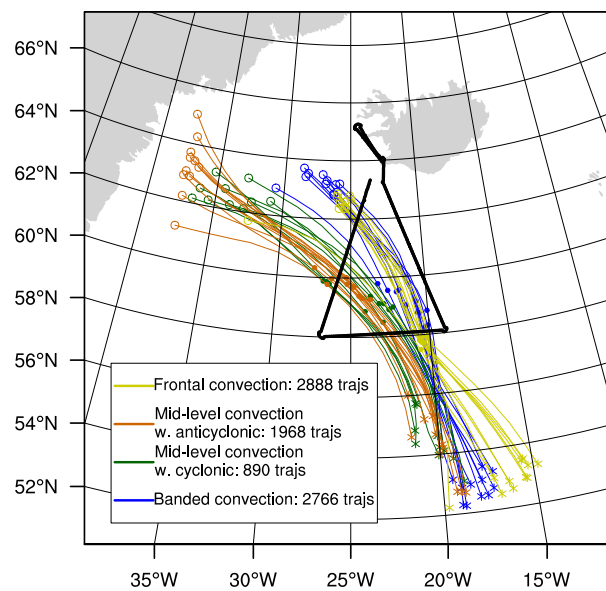 66°N
64°N
62°N
60°N
58°N
56°N
54°N
52°N
Frontal convection: 2888 trajs
Mid-level convection
w. anticyclonic: 1968 trajs
Mid-level convection
w. cyclonic: 890 trajs
Banded convection: 2766 trajs
35°W
30°W
25°W
20°W
15°W